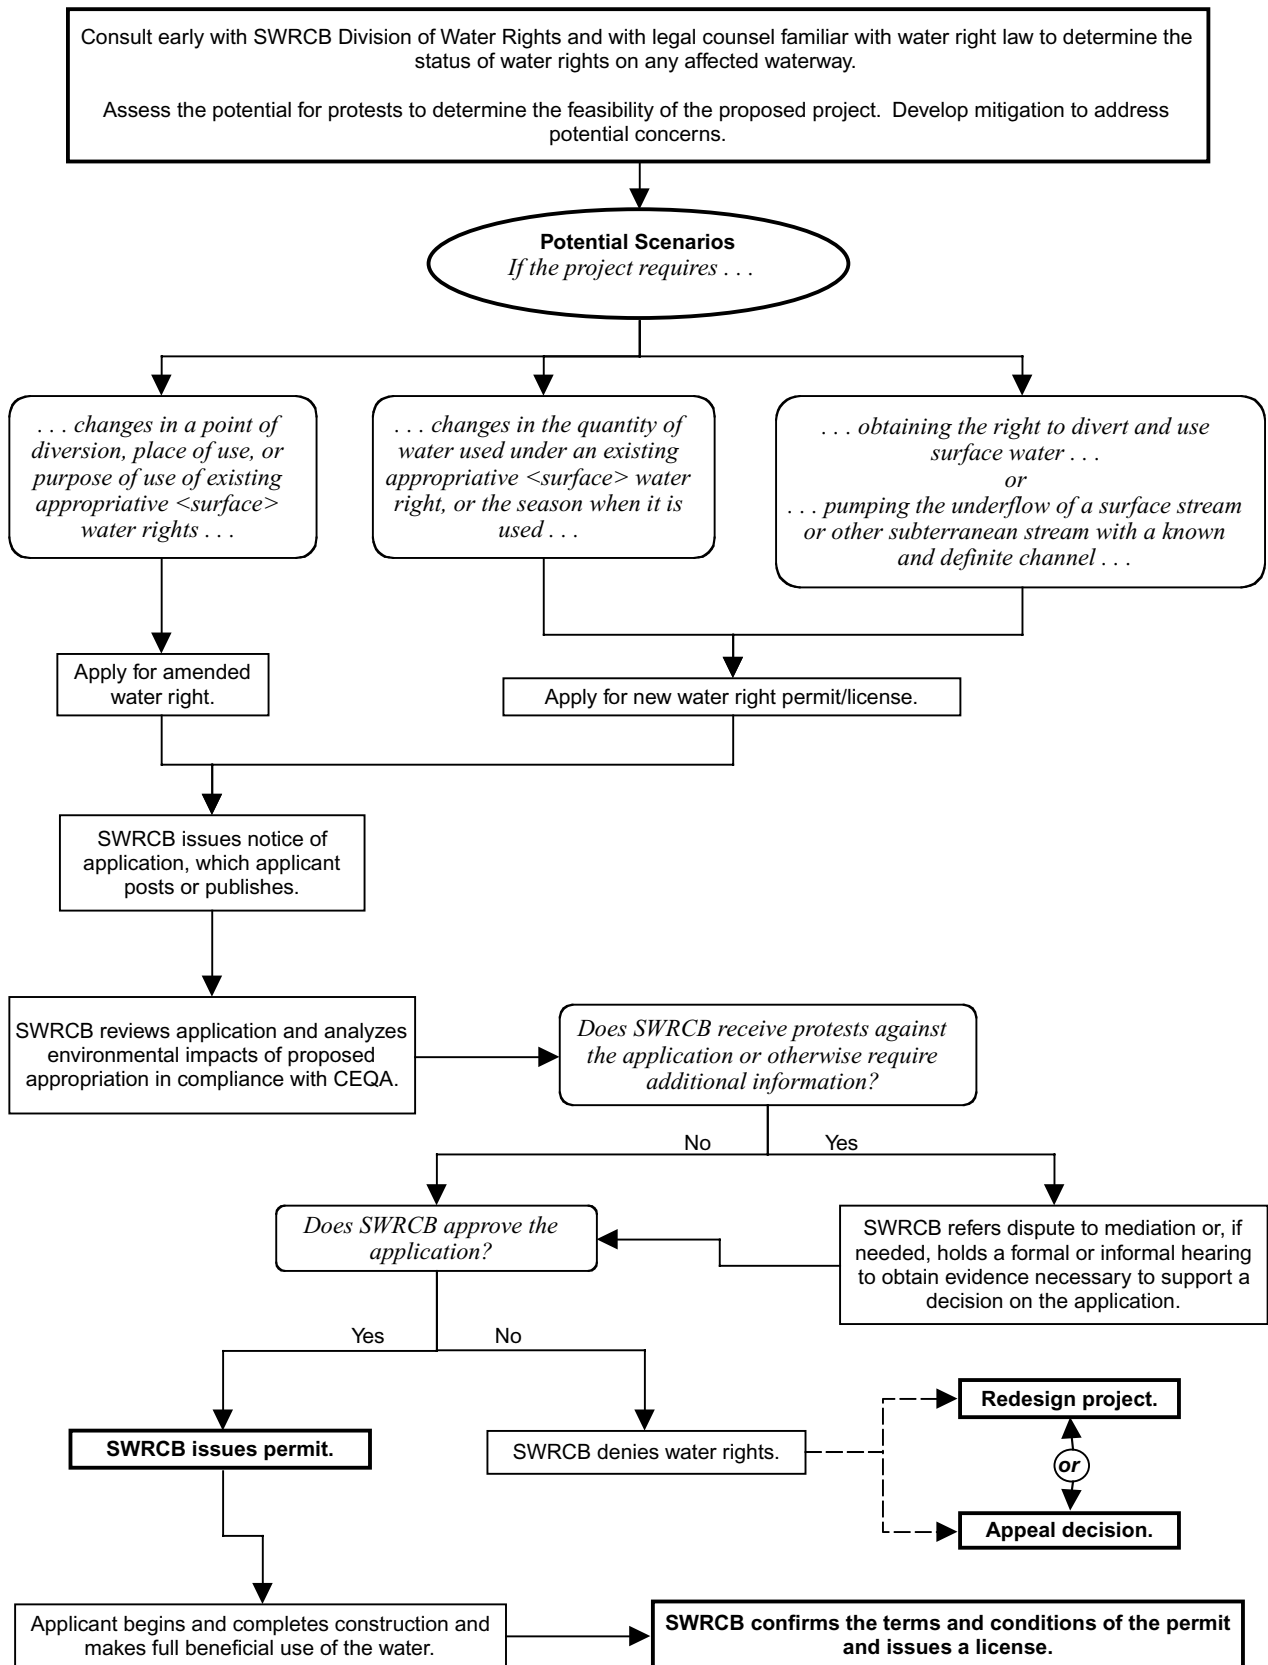 Consult early with SWRCB Division of Water Rights and with legal counsel familiar with water right law to determine the
status of water rights on any affected waterway.
Assess the potential for protests to determine the feasibility of the proposed project.  Develop mitigation to address
potential concerns.
Potential Scenarios
If the project requires . . .
. . . changes in a point of
diversion, place of use, or
purpose of use of existing
appropriative <surface>
water rights . . .
. . . changes in the quantity of
water used under an existing
appropriative <surface> water
right, or the season when it is
used . . .
. . . obtaining the right to divert and use
surface water . . .
or
. . . pumping the underflow of a surface stream
or other subterranean stream with a known
and definite channel . . .
Apply for amended
water right.
Apply for new water right permit/license.
SWRCB issues notice of
application, which applicant
posts or publishes.
SWRCB reviews application and analyzes
environmental impacts of proposed
appropriation in compliance with CEQA.
Does SWRCB receive protests against
the application or otherwise require
additional information?
No
Yes
Does SWRCB approve the
application?
SWRCB refers dispute to mediation or, if
needed, holds a formal or informal hearing
to obtain evidence necessary to support a
decision on the application.
Yes
No
SWRCB issues permit.
SWRCB denies water rights.
Redesign project.
or
Appeal decision.
Applicant begins and completes construction and
makes full beneficial use of the water.
SWRCB confirms the terms and conditions of the permit
and issues a license.